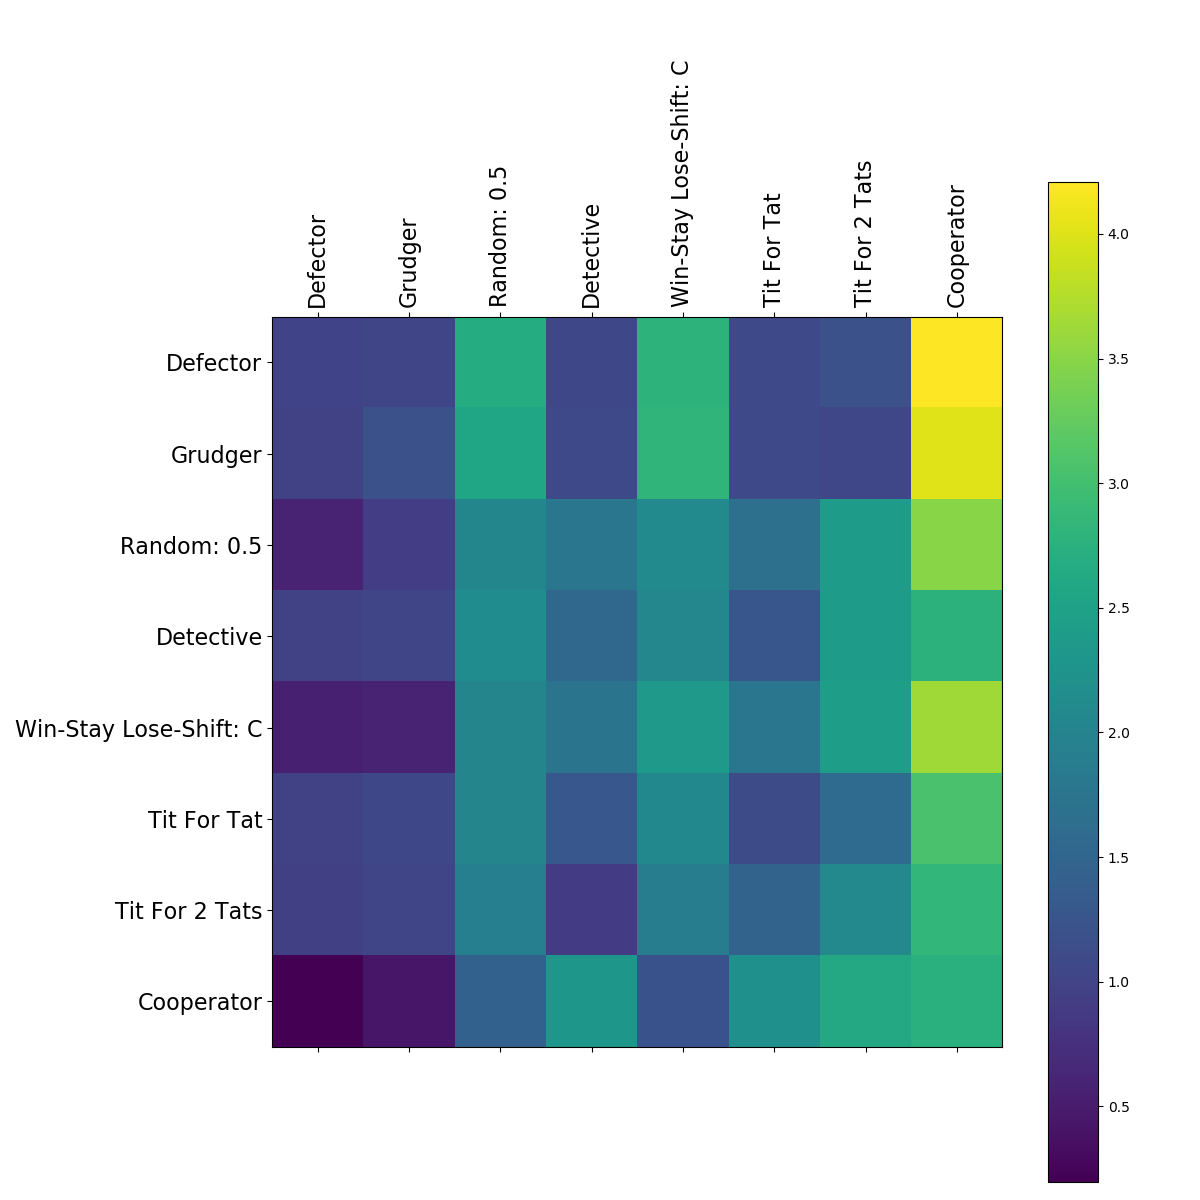 Defector
Grudger
Random: 0.5
Detective
Win-Stay Lose-Shift: C
Tit For Tat
Tit For 2 Tats
Cooperator
Defector
Grudger
Random: 0.5
Detective
Win-Stay Lose-Shift: C
Tit For Tat
Tit For 2 Tats
Cooperator
4.0
3.5
3.0
2.5
2.0
1.5
1.0
0.5